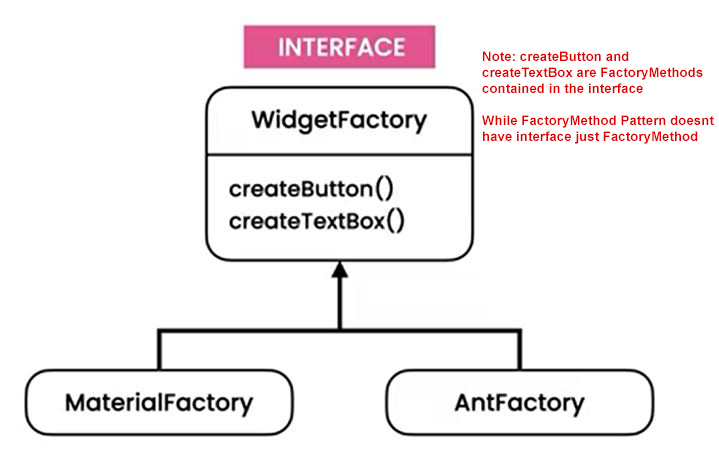 INTERFACE
Note: createButton and
createTextBox are FactoryMethods
contained in the interface
While FactoryMethod Pattern doesnt
have interface just FactoryMethod
WidgetFactory
createButton()
createTextBox()
MaterialFactory
AntFactory